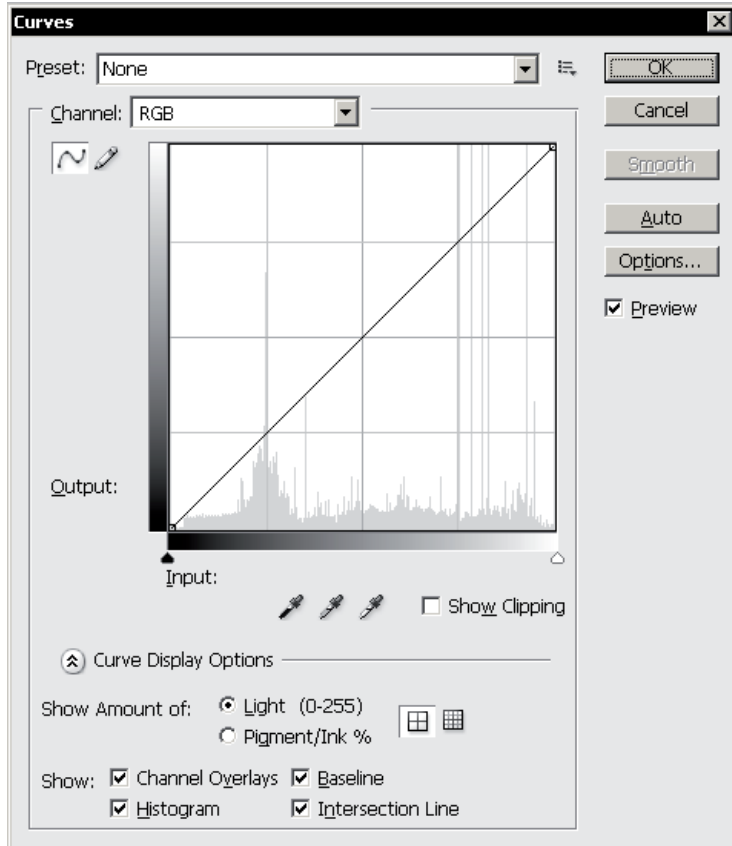 Curves
Preset: None
OK
Channel: RGB
Cancel
Smooth
Auto
Options...
Preview
Output:
Input:
Show Clipping
Curve Display Options
Show Amount of: Light (0-255)
Pigment/Ink %
Show: Channel Overlays Baseline
Histogram Intersection Line